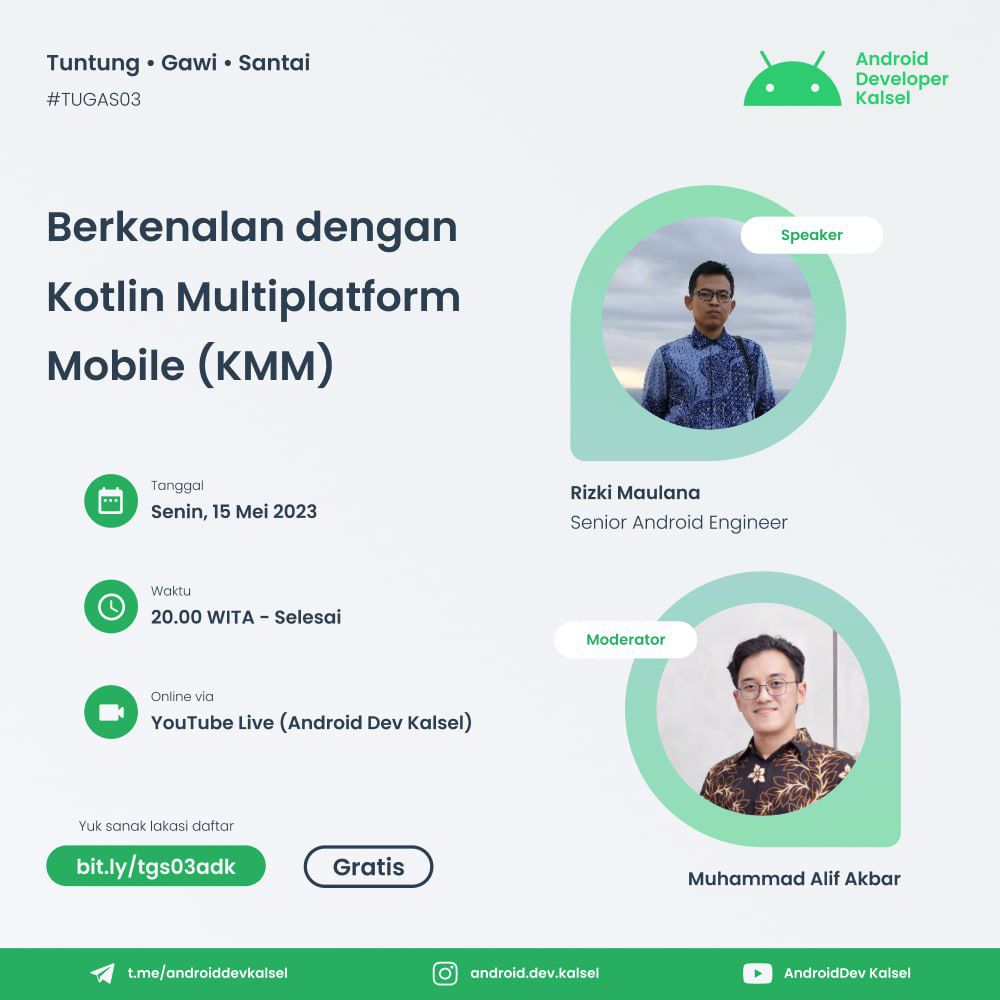 Tuntung • Gawi • Santai
#TUGAS03
Android
Developer
Kalsel
Berkenalan dengan
Kotlin Multiplatform
Mobile (KMM)
Tanggal
Senin, 15 Mei 2023
Waktu
20.00 WITA - Selesai
Online via
YouTube Live (Android Dev Kalsel)
Yuk sanak lakasi daftar
bit.ly/tgs03adk
Gratis
Speaker
Rizki Maulana
Senior Android Engineer
Moderator
Muhammad Alif Akbar
t.me/androiddevkalsel
android.dev.kalsel
AndroidDev Kalsel